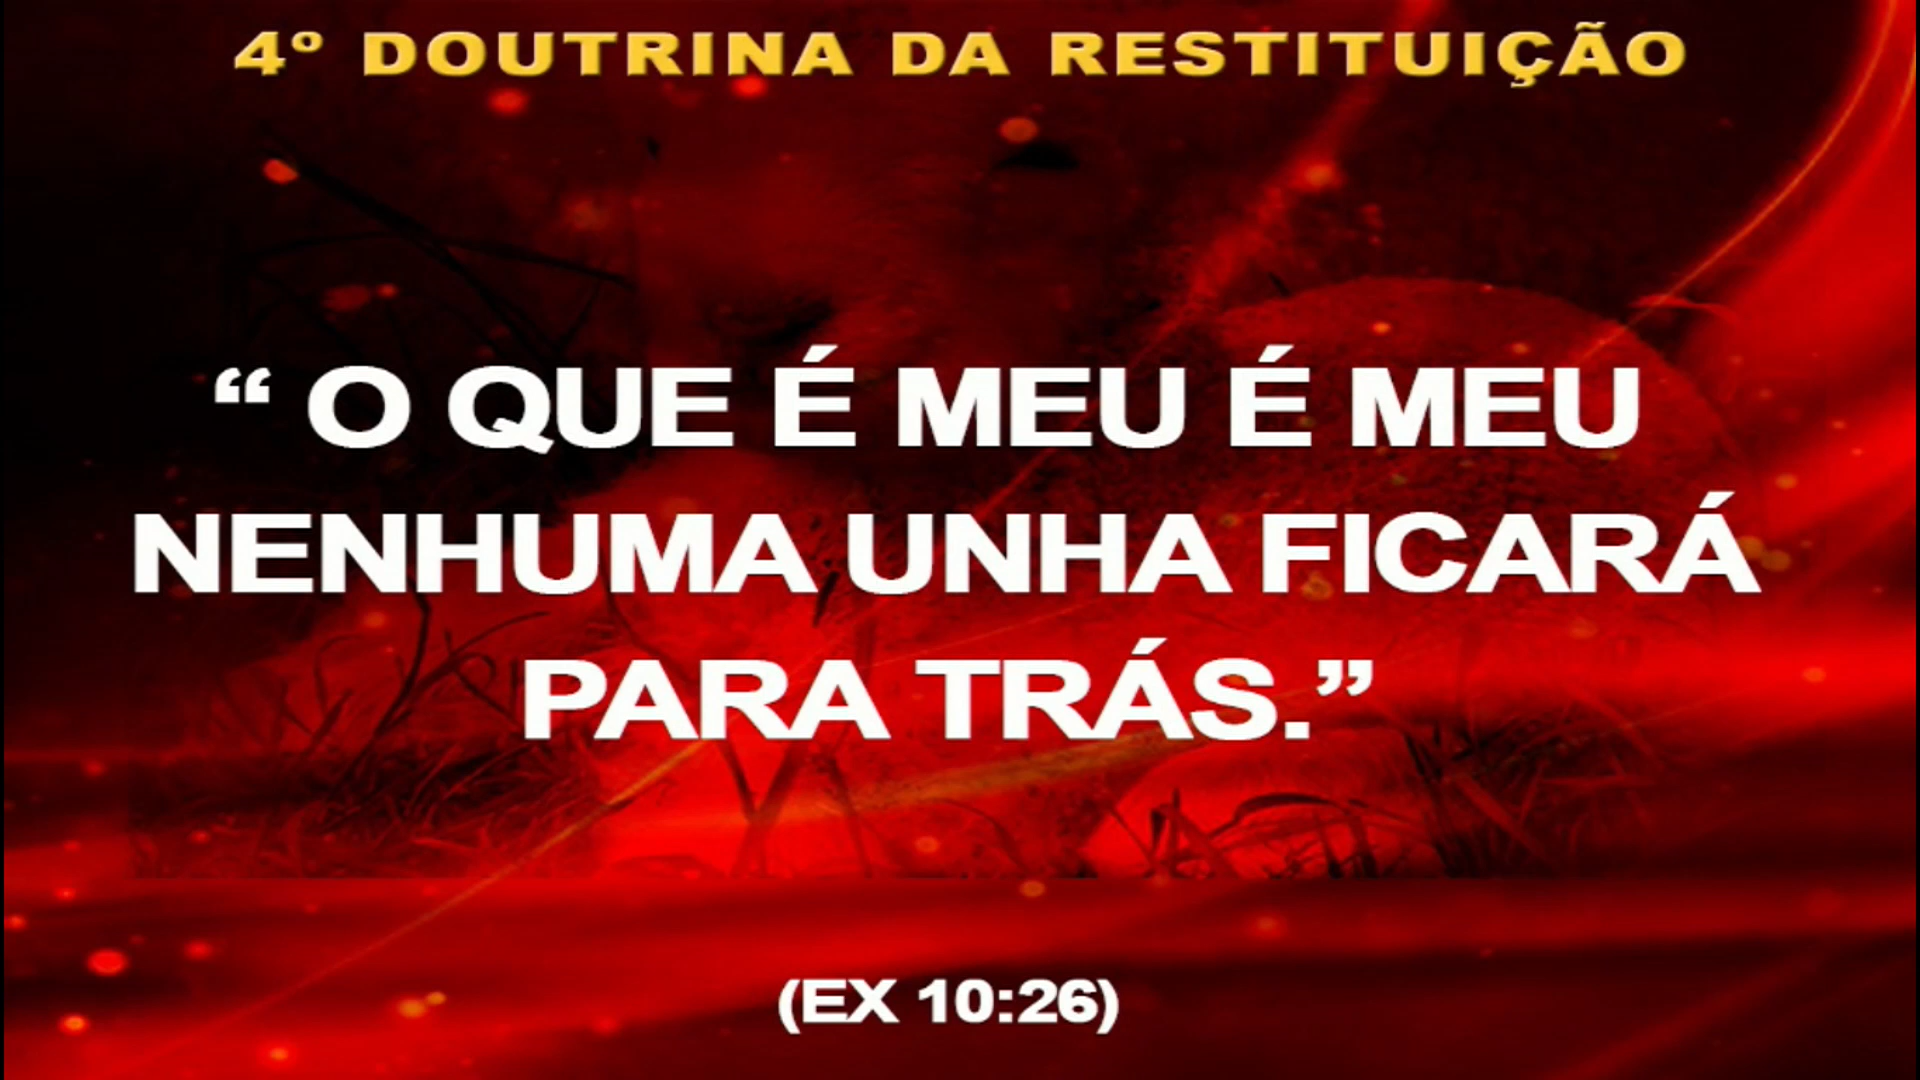 4º DOUTRINA DA RESTITUIÇÃO
“ O QUE É MEU É MEU
NENHUMA UNHA FICARÁ
PARA TRÁS.”
(EX 10:26)